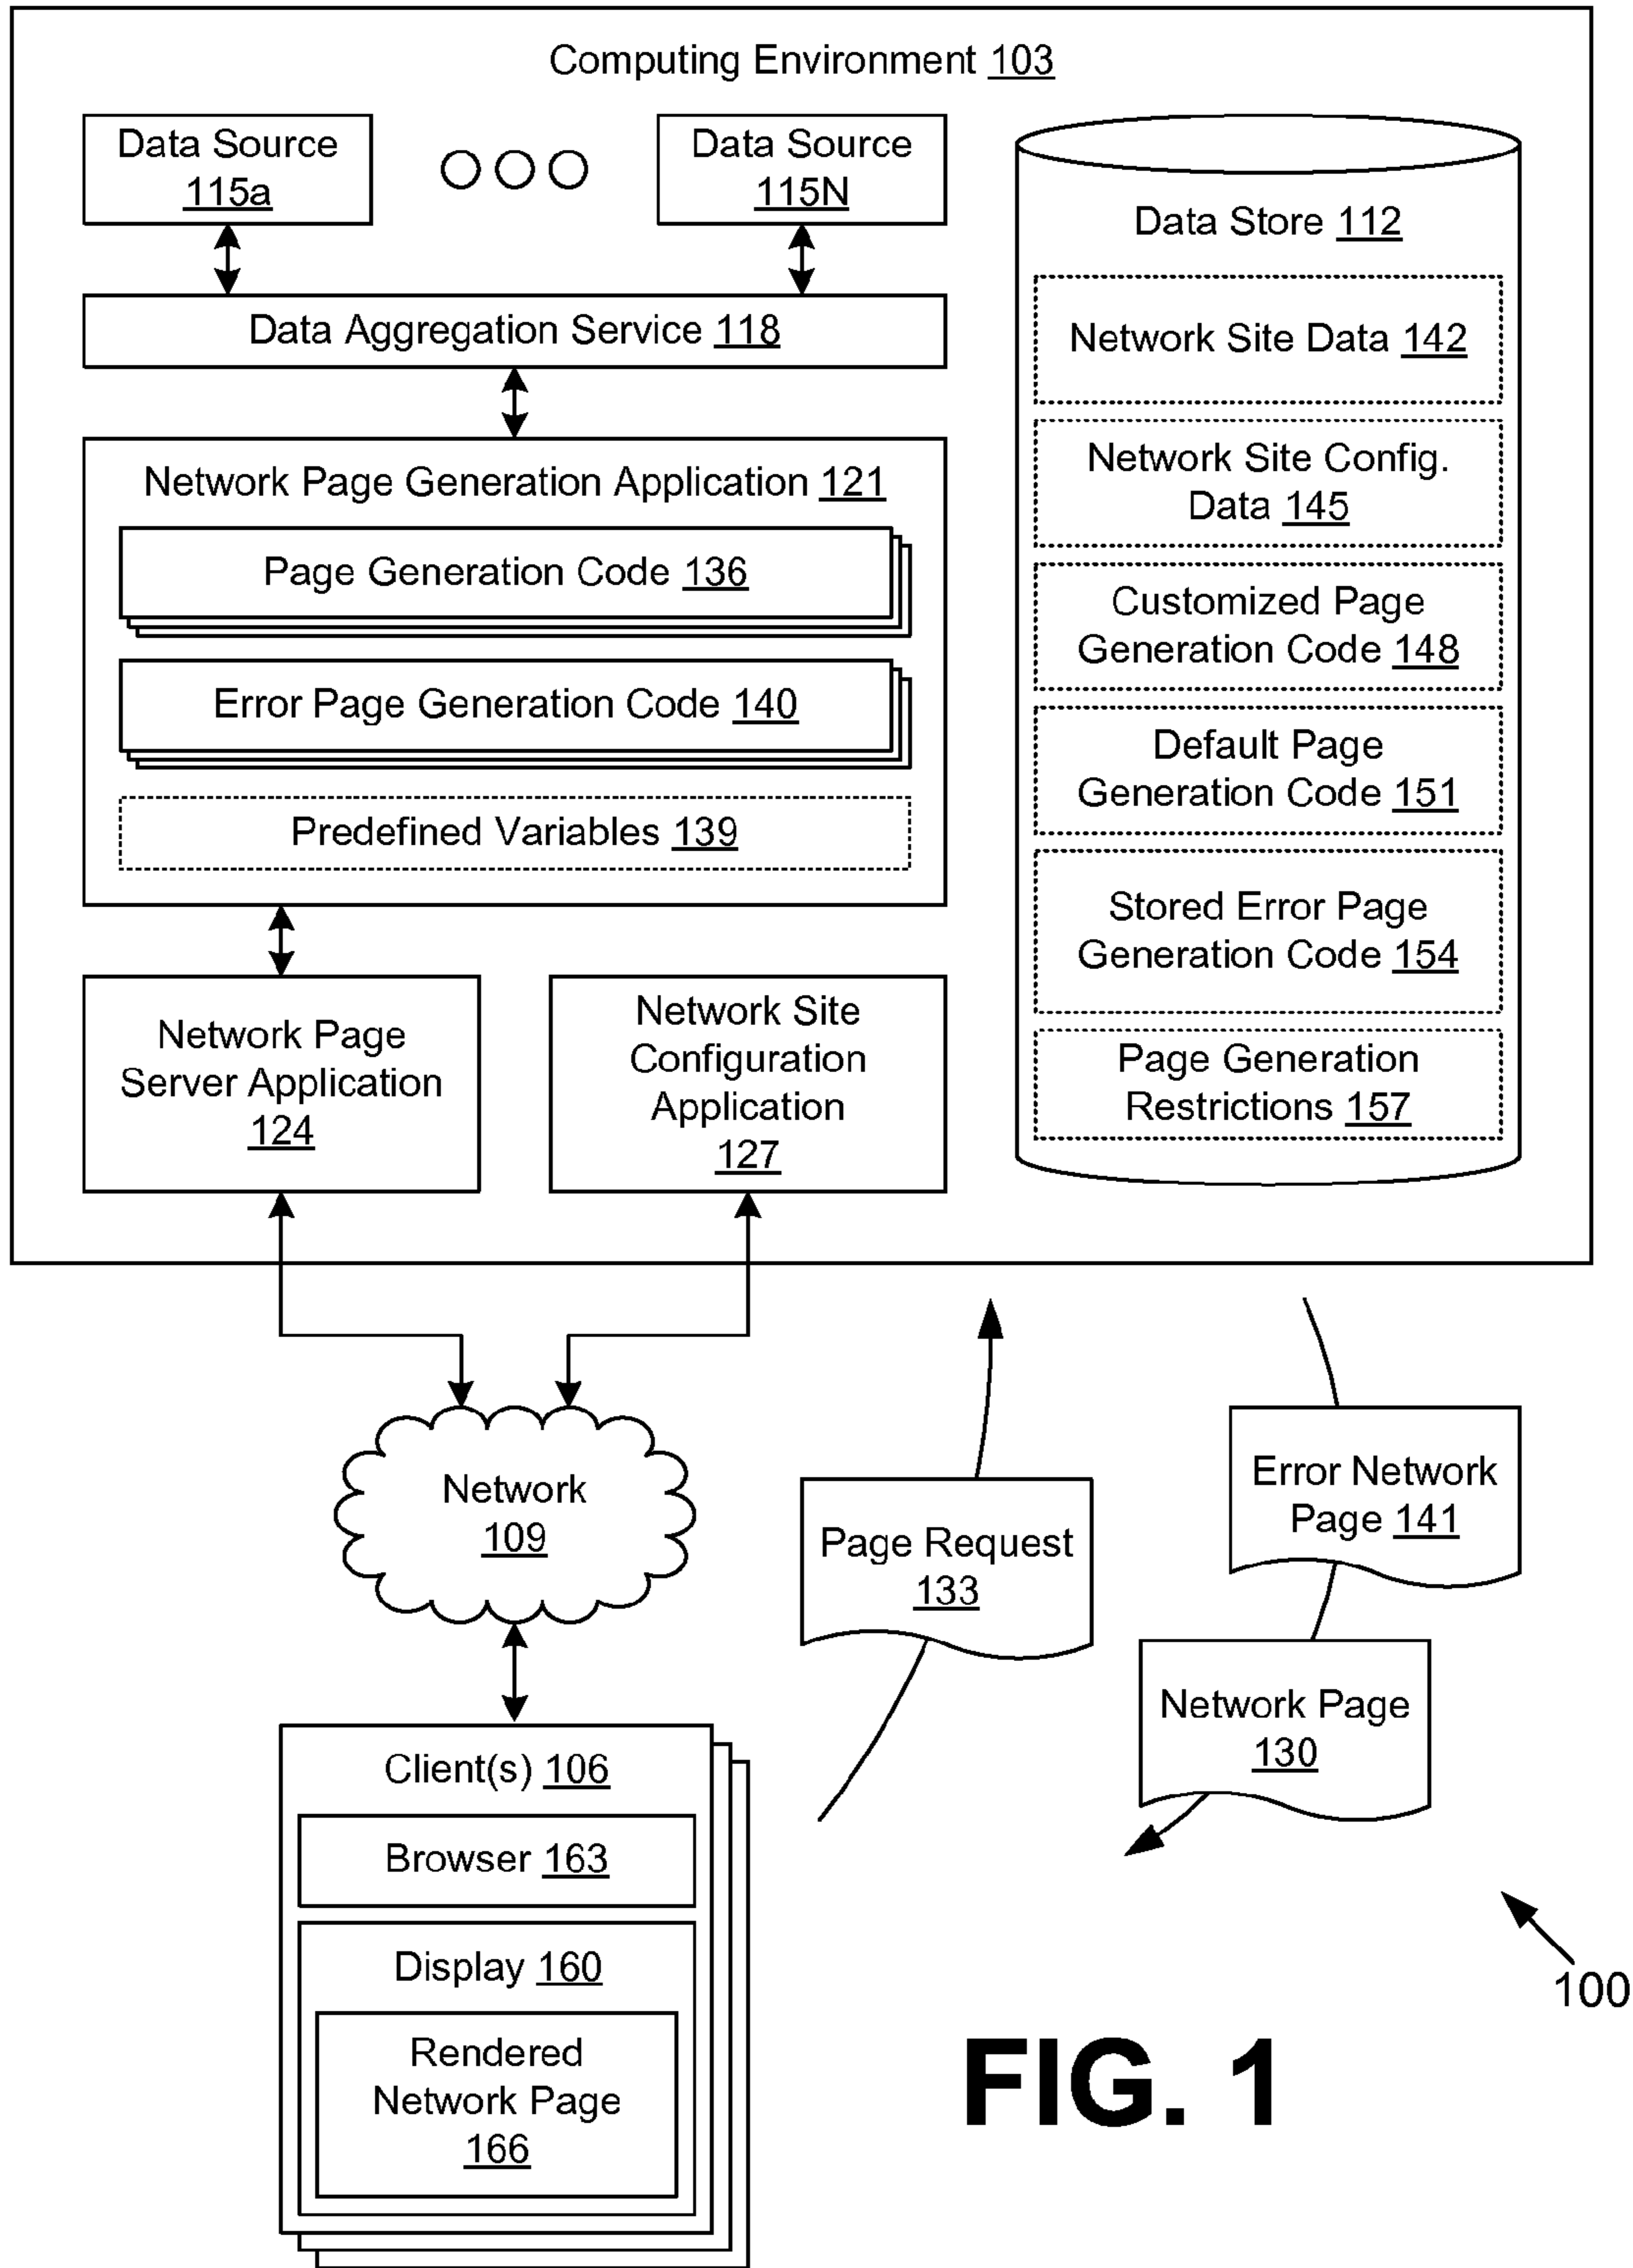 Computing Environment 103
Data Source
115a
Data Source
115N
Data Aggregation Service 118
Network Page Generation Application 121
Page Generation Code 136
Error Page Generation Code 140
Predefined Variables 139
Network Page
Server Application
124
Network Site
Configuration
Application
127
Data Store 112
Network Site Data 142
Network Site Config.
Data 145
Customized Page
Generation Code 148
Default Page
Generation Code 151
Stored Error Page
Generation Code 154
Page Generation
Restrictions 157
Network
109
Page Request
133
Error Network
Page 141
Network Page
130
Client(s) 106
Browser 163
Display 160
Rendered
Network Page
166
100
FIG. 1